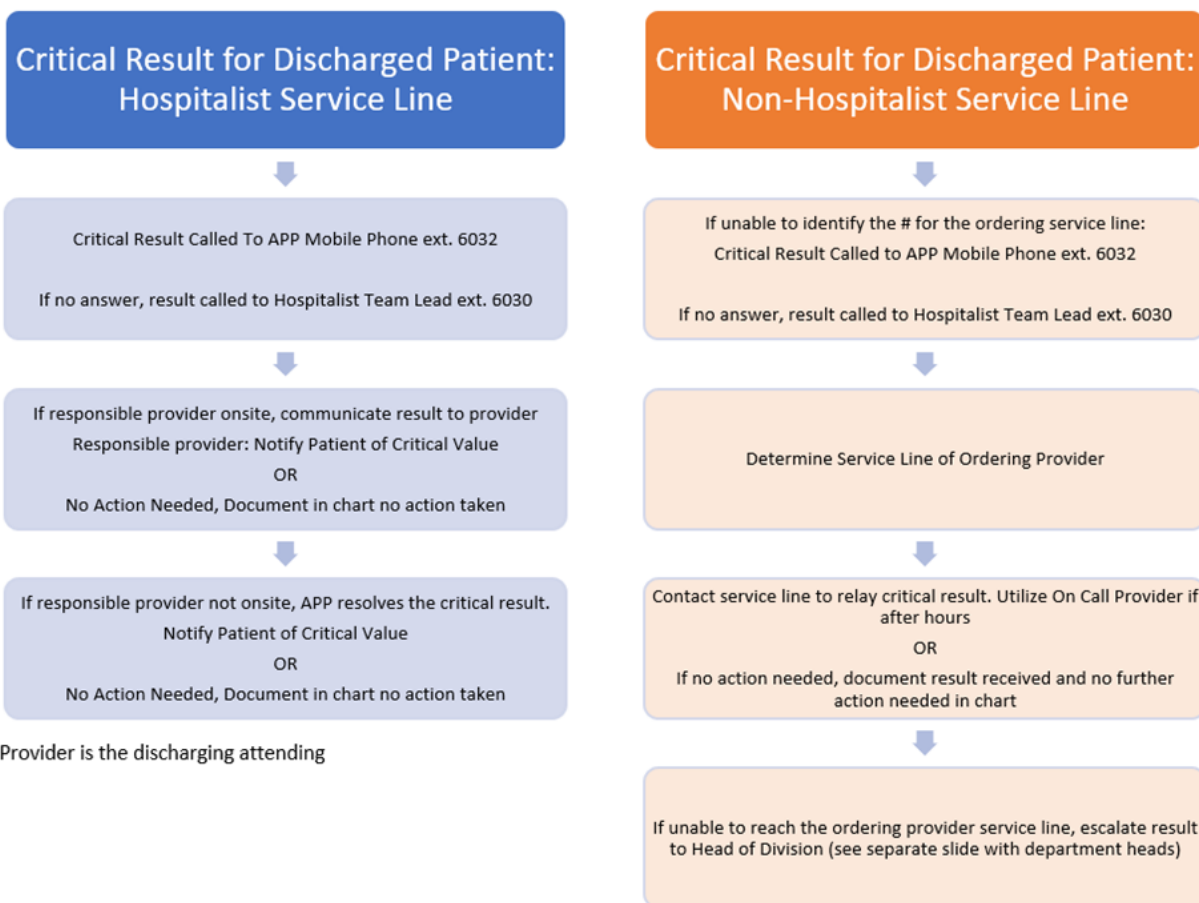 Critical Result for Discharged Patient:
Hospitalist Service Line
Critical Result Called To APP Mobile Phone ext. 6032
If no answer, result called to Hospitalist Team Lead ext. 6030
If responsible provider onsite, communicate result to provider
Responsible provider: Notify Patient of Critical Value
OR
No Action Needed, Document in chart no action taken
If responsible provider not onsite, APP resolves the critical result.
Notify Patient of Critical Value
OR
No Action Needed, Document in chart no action taken
Provider is the discharging attending
Critical Result for Discharged Patient:
Non-Hospitalist Service Line
If unable to identify the # for the ordering service line:
Critical Result Called to APP Mobile Phone ext. 6032
If no answer, result called to Hospitalist Team Lead ext. 6030
Determine Service Line of Ordering Provider
Contact service line to relay critical result. Utilize On Call Provider if
after hours
OR
If no action needed, document result received and no further
action needed in chart
If unable to reach the ordering provider service line, escalate result
to Head of Division (see separate slide with department heads)